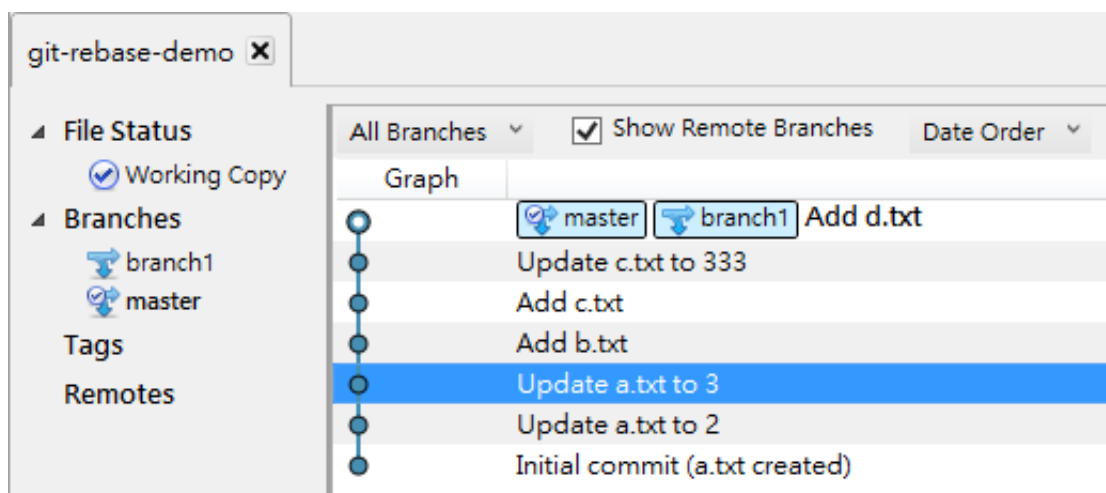 git-rebase-demo
File Status
Working Copy
Branches
branch1
master
Tags
Remotes
All Branches Show Remote Branches Date Order
Graph
master branch1 Add d.txt
Update c.txt to 333
Add c.txt
Add b.txt
Update a.txt to 3
Update a.txt to 2
Initial commit (a.txt created)